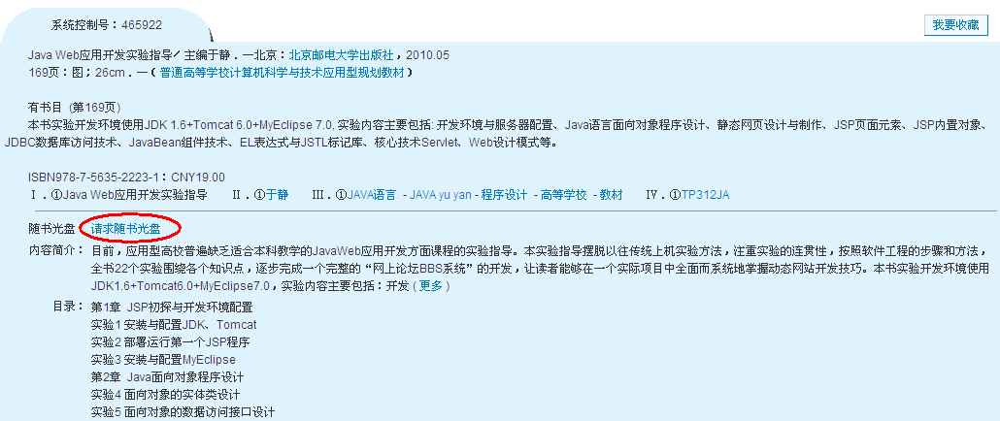 系统控制号：465922
我要收藏
Java Web应用开发实验指导／主编于静．—北京：北京邮电大学出版社，2010.05
169页：图；26cm．—（普通高等学校计算机科学与技术应用型规划教材）
有书目 (第169页)
本书实验开发环境使用JDK 1.6+Tomcat 6.0+MyEclipse 7.0, 实验内容主要包括: 开发环境与服务器配置、Java语言面向对象程序设计、静态网页设计与制作、JSP页面元素、JSP内置对象、
JDBC数据库访问技术、JavaBean组件技术、EL表达式与JSTL标记库、核心技术Servlet、Web设计模式等。
ISBN978-7-5635-2223-1：CNY19.00
Ⅰ．①Java Web应用开发实验指导 Ⅱ．①于静 Ⅲ．①JAVA语言 - JAVA yu yan - 程序设计 - 高等学校 - 教材 Ⅳ．①TP312JA
随书光盘 请求随书光盘
内容简介： 目前，应用型高校普遍缺乏适合本科教学的JavaWeb应用开发方面课程的实验指导。本实验指导摆脱以往传统上机实验方法，注重实验的连贯性，按照软件工程的步骤和方法，
全书22个实验围绕各个知识点，逐步完成一个完整的“网上论坛BBS系统”的开发，让读者能够在一个实际项目中全面而系统地掌握动态网站开发技巧。本书实验开发环境使用
JDK1.6+Tomcat6.0+MyEclipse7.0，实验内容主要包括：开发 ( 更多 )
目录： 第1章 JSP初探与开发环境配置
实验1 安装与配置JDK、Tomcat
实验2 部署运行第一个JSP程序
实验3 安装与配置MyEclipse
第2章 Java面向对象程序设计
实验4 面向对象的实体类设计
实验5 面向对象的数据访问接口设计